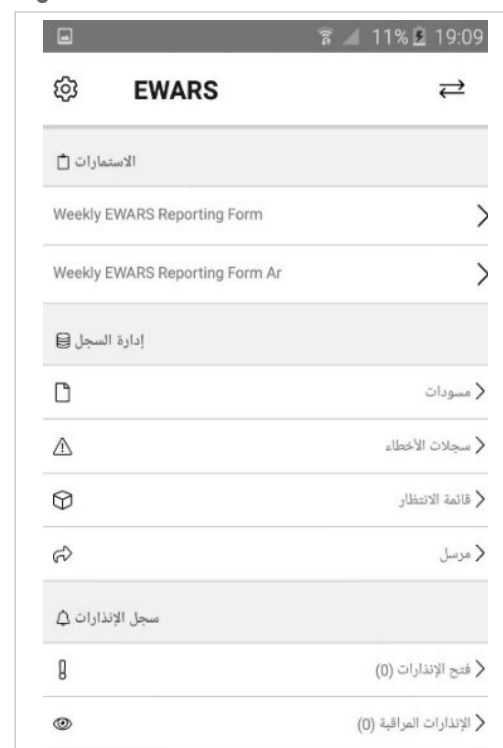 11% 19:09
EWARS
الاستمارات
Weekly EWARS Reporting Form
Weekly EWARS Reporting Form Ar
إدارة السجل
مسودات
سجلات الأخطاء
قائمة الانتظار
مرسل
سجل الإنذارات
فتح الإنذارات (0)
الإنذارات المراقبة (0)